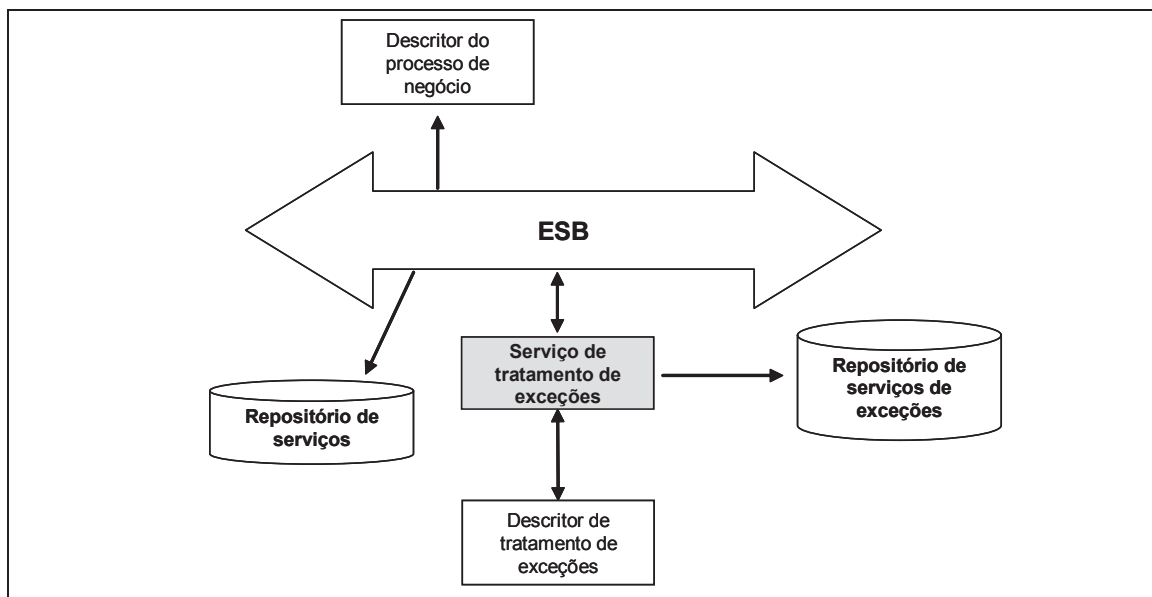 Descritor do
processo de
negócio
ESB
Serviço de
tratamento de
exceções
Repositório de
serviços de
exceções
Repositório de
serviços
Descritor de
tratamento de
exceções